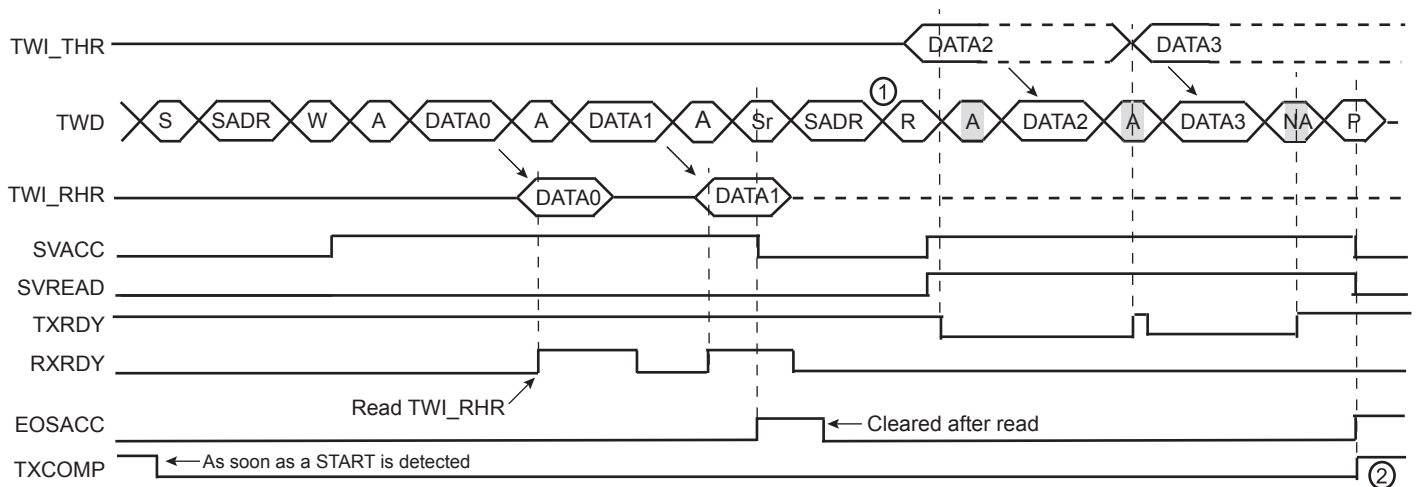 TWI_THR DATA2 DATA3
①
TWD S SADR W A DATA0 A DATA1 A Sr SADR R A DATA2 A DATA3 NA P
TWI_RHR DATA0 DATA1
SVACC
SVREAD
TXRDY
RXRDY
Read TWI_RHR
EOSACC Cleared after read
TXCOMP As soon as a START is detected ②